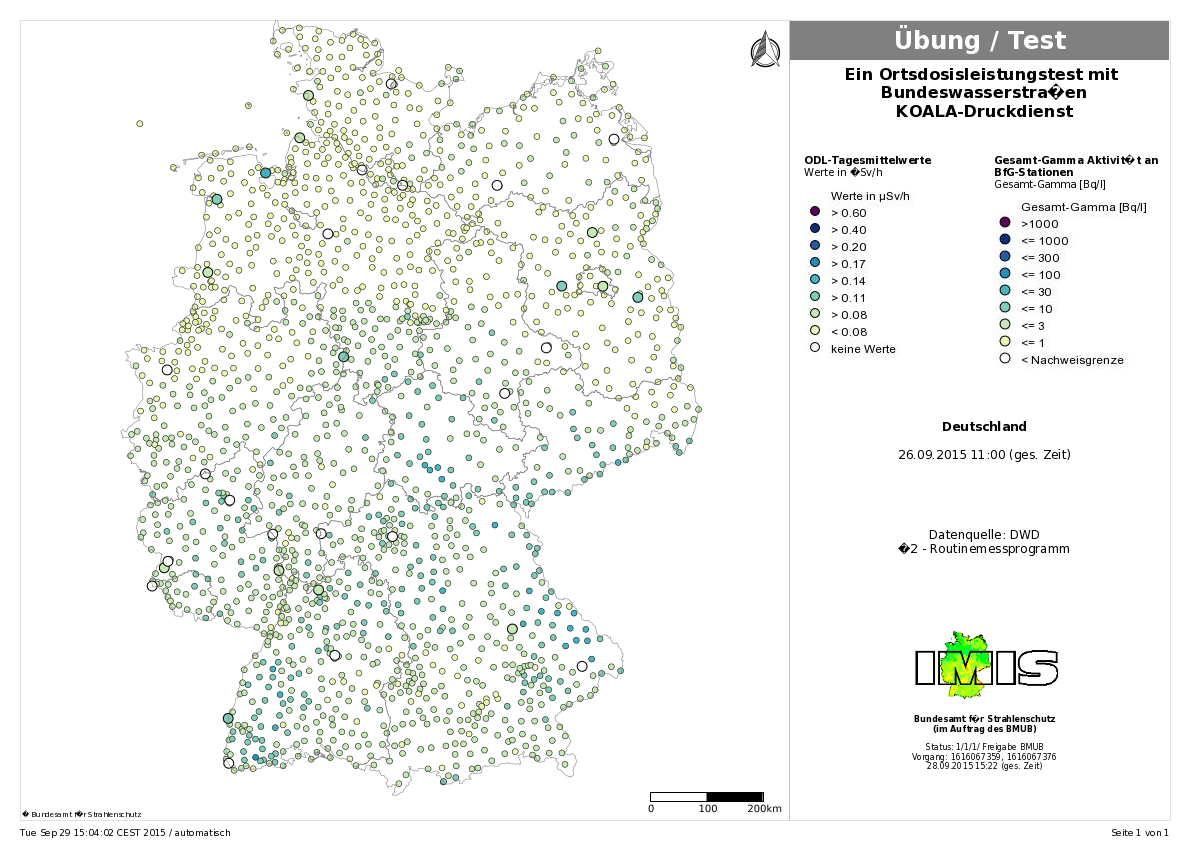 Übung / Test
Ein Ortsdosisleistungstest mit
Bundeswasserstra�en
KOALA-Druckdienst
ODL-Tagesmittelwerte
Werte in �Sv/h
Werte in µSv/h
> 0.60
> 0.40
> 0.20
> 0.17
> 0.14
> 0.11
> 0.08
< 0.08
keine Werte
Gesamt-Gamma Aktivit�t an
BfG-Stationen
Gesamt-Gamma [Bq/l]
Gesamt-Gamma [Bq/l]
>1000
<= 1000
<= 300
<= 100
<= 30
<= 10
<= 3
<= 1
< Nachweisgrenze
Deutschland
26.09.2015 11:00 (ges. Zeit)
Datenquelle: DWD
�2 - Routinemessprogramm
IMIS
Bundesamt f�r Strahlenschutz
(im Auftrag des BMUB)
Status: 1/1/1/ Freigabe BMUB
Vorgang: 1616067359, 1616067376
28.09.2015 15:22 (ges. Zeit)
0 100 200km
� Bundesamt f�r Strahlenschutz
Tue Sep 29 15:04:02 CEST 2015 / automatisch
Seite 1 von 1